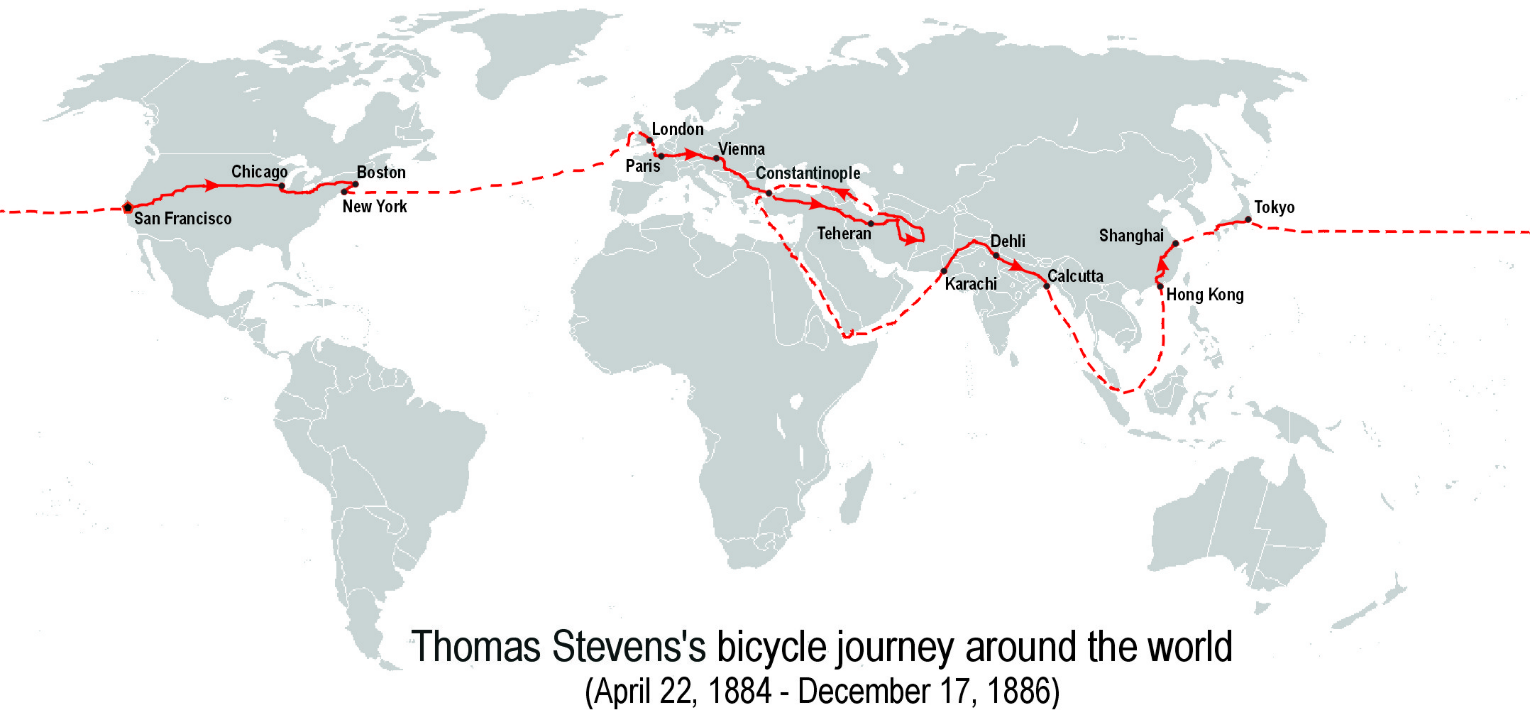 London
Vienna
Paris
Chicago
Boston
Constantinople
New York
San Francisco
Tokyo
Teheran
Shanghai
Dehli
Calcutta
Karachi
Hong Kong
Thomas Stevens's bicycle journey around the world
(April 22, 1884 - December 17, 1886)